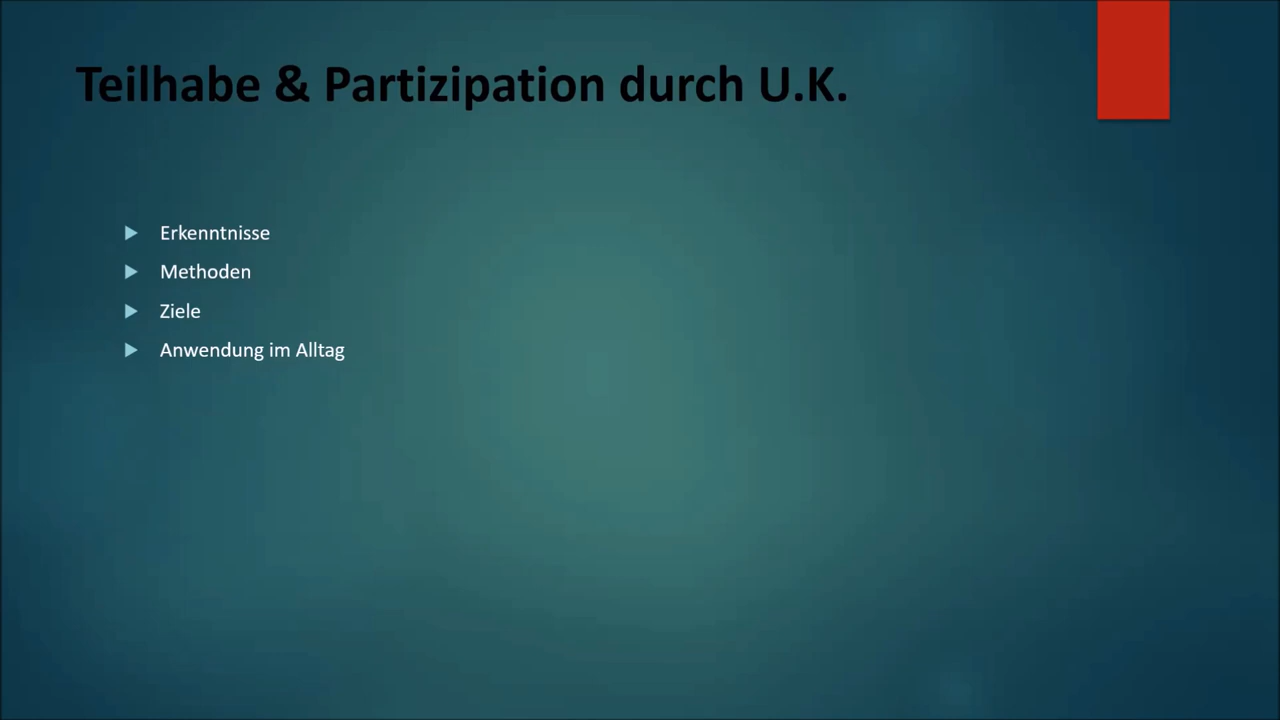 Teilhabe & Partizipation durch U.K.
Erkenntnisse
Methoden
Ziele
Anwendung im Alltag